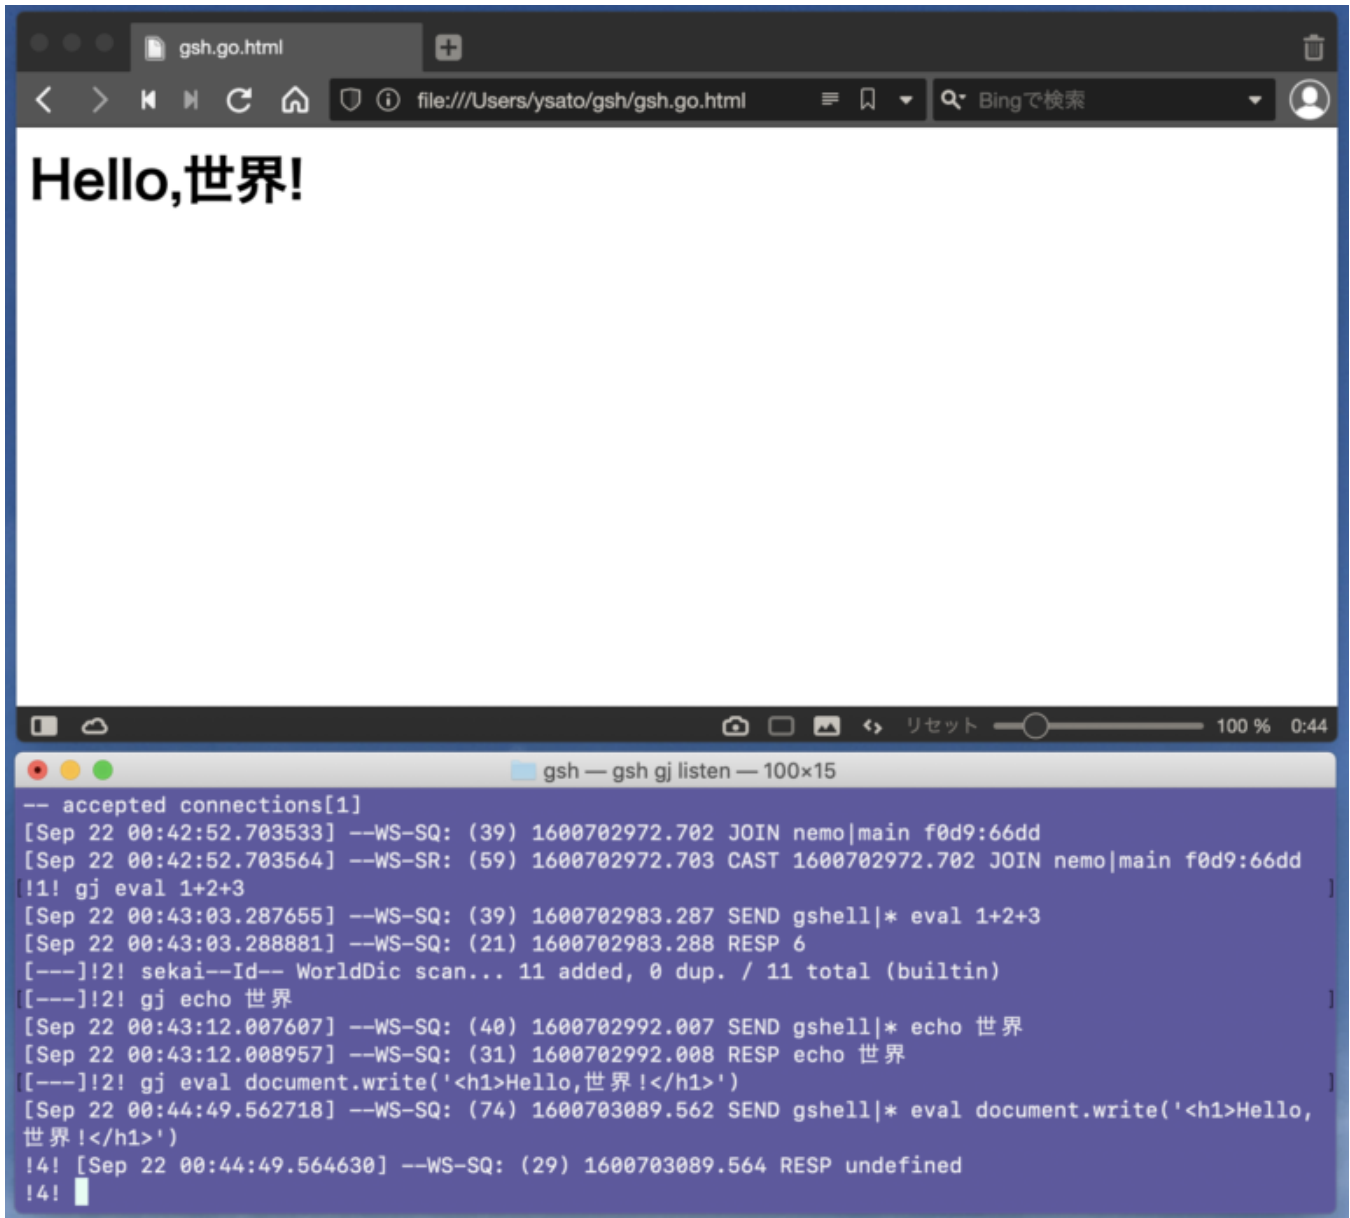 gsh.go.html
file:///Users/ysato/gsh/gsh.go.html
Bingで検索
Hello,世界!
リセット
100 %
0:44
gsh — gsh gj listen — 100×15
-- accepted connections[1]
[Sep 22 00:42:52.703533] --WS-SQ: (39) 1600702972.702 JOIN nemo|main f0d9:66dd
[Sep 22 00:42:52.703564] --WS-SR: (59) 1600702972.703 CAST 1600702972.702 JOIN nemo|main f0d9:66dd
[!1! gj eval 1+2+3 ]
[Sep 22 00:43:03.287655] --WS-SQ: (39) 1600702983.287 SEND gshell|* eval 1+2+3
[Sep 22 00:43:03.288881] --WS-SQ: (21) 1600702983.288 RESP 6
[---]!2! sekai--Id-- WorldDic scan... 11 added, 0 dup. / 11 total (builtin)
[[---]!2! gj echo 世界 ]
[Sep 22 00:43:12.007607] --WS-SQ: (40) 1600702992.007 SEND gshell|* echo 世界
[Sep 22 00:43:12.008957] --WS-SQ: (31) 1600702992.008 RESP echo 世界
[[---]!2! gj eval document.write('<h1>Hello,世界!</h1>') ]
[Sep 22 00:44:49.562718] --WS-SQ: (74) 1600703089.562 SEND gshell|* eval document.write('<h1>Hello,
世界!</h1>')
!4! [Sep 22 00:44:49.564630] --WS-SQ: (29) 1600703089.564 RESP undefined
!4!